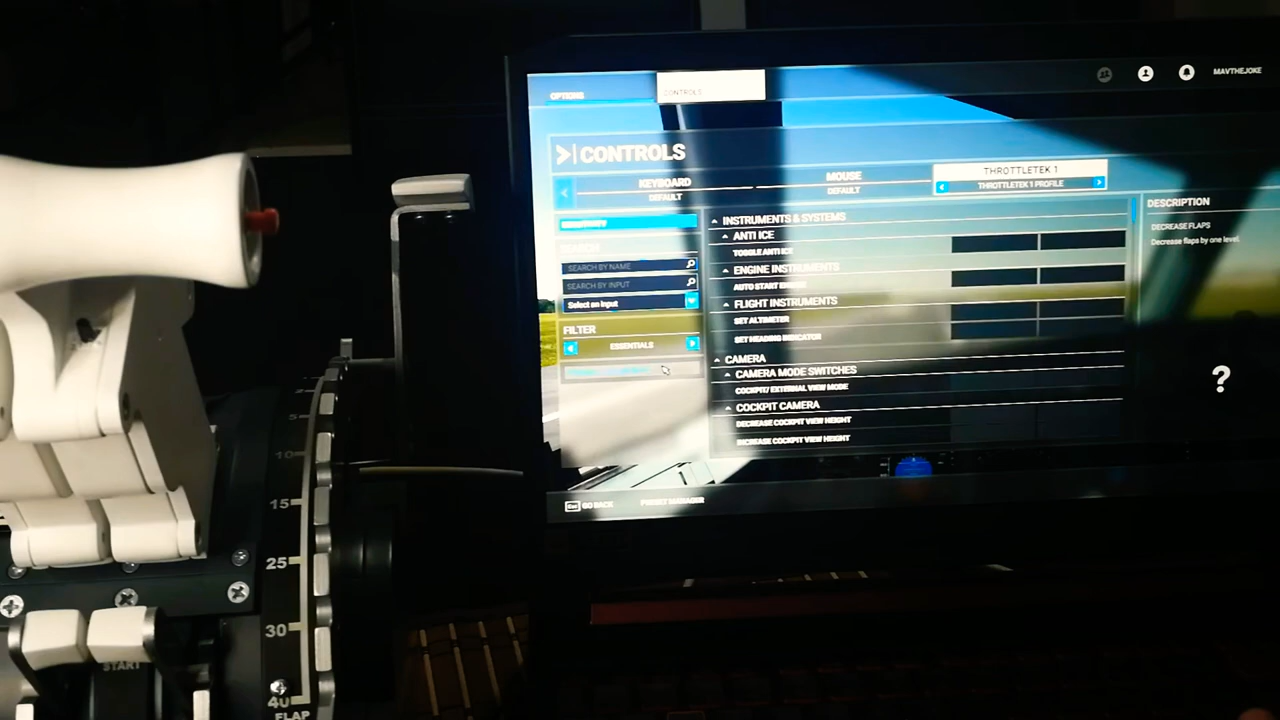 OPTIONS
CONTROLS
MAVTHEJOKE
CONTROLS
KEYBOARD
DEFAULT
MOUSE
DEFAULT
THROTTLETEK 1
THROTTLETEK 1 PROFILE
SENSITIVITY
SEARCH
SEARCH BY NAME
SEARCH BY INPUT
Select an Input
FILTER
ESSENTIALS
INSTRUMENTS & SYSTEMS
ANTI ICE
TOGGLE ANTI ICE
ENGINE INSTRUMENTS
AUTO START ENGINE
FLIGHT INSTRUMENTS
SET ALTIMETER
SET HEADING INDICATOR
CAMERA
CAMERA MODE SWITCHES
COCKPIT/ EXTERNAL VIEW MODE
COCKPIT CAMERA
DECREASE COCKPIT VIEW HEIGHT
INCREASE COCKPIT VIEW HEIGHT
DESCRIPTION
DECREASE FLAPS
Decrease flaps by one level.
?
Esc GO BACK
PRESET MANAGER
5
10
15
25
30
40
FLAP
START